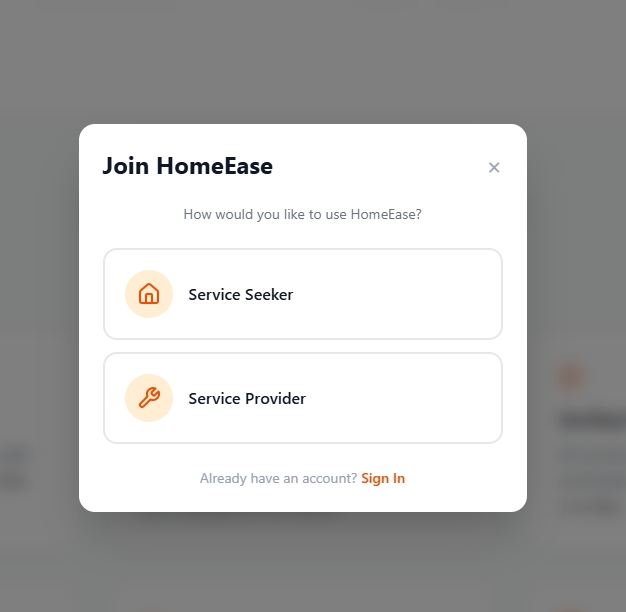 Join HomeEase
How would you like to use HomeEase?
Service Seeker
Service Provider
Already have an account? Sign In